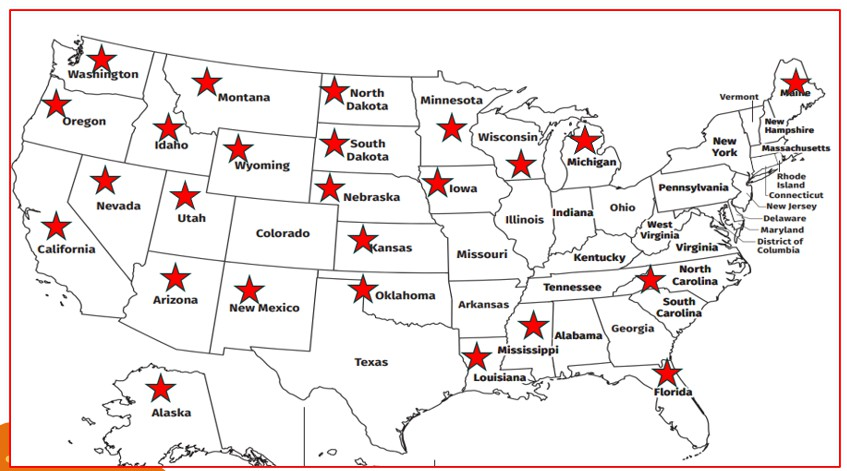 Washington
Montana
North
Dakota
Minnesota
Maine
Vermont
Oregon
Idaho
New
Hampshire
Wisconsin
South
Dakota
Wyoming
Michigan
New
York
Massachusetts
Rhode
Island
Connecticut
New Jersey
Delaware
Maryland
District of
Columbia
Nevada
Utah
Nebraska
Iowa
Pennsylvania
Illinois
Indiana
Ohio
California
Colorado
Kansas
Missouri
West
Virginia
Virginia
Kentucky
Arizona
New Mexico
Oklahoma
Arkansas
Tennessee
North
Carolina
South
Carolina
Texas
Louisiana
Mississippi
Alabama
Georgia
Florida
Alaska